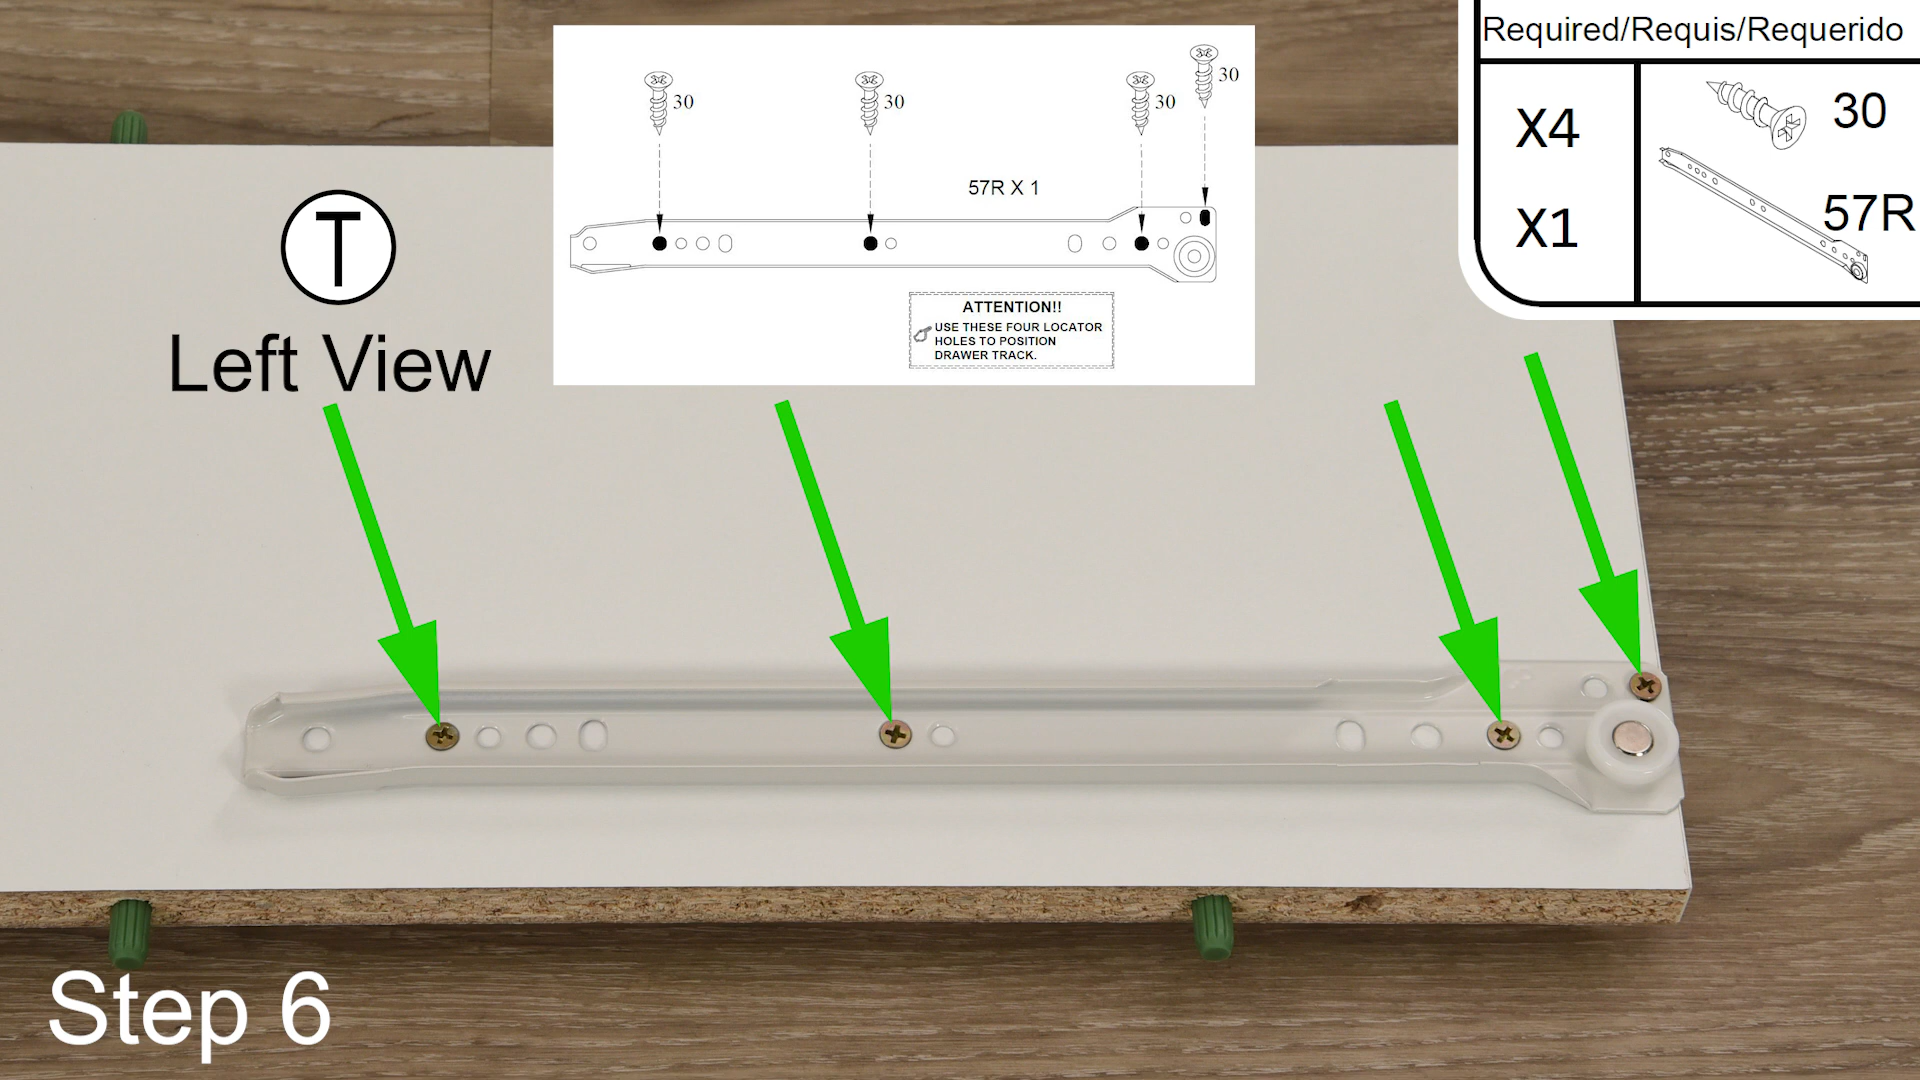 Required/Requis/Requerido
X4
30
X1
57R
30
30
30
30
57R X 1
ATTENTION!!
USE THESE FOUR LOCATOR
HOLES TO POSITION
DRAWER TRACK.
T
Left View
Step 6